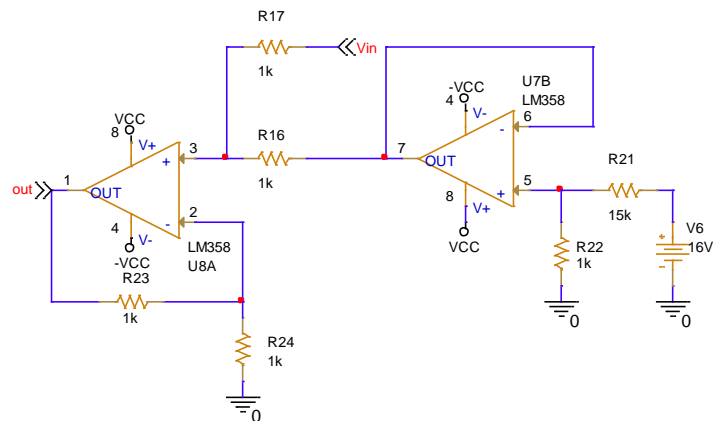 R17
1k
Vin
U7B
LM358
-VCC
4
V-
-
6
7
OUT
+
5
8
V+
VCC
R21
15k
V6
+
16V
-
R22
1k
0
0
VCC
8
V+
3
+
R16
1k
out
1
OUT
2
-
4
V-
-VCC
LM358
U8A
R23
1k
R24
1k
0